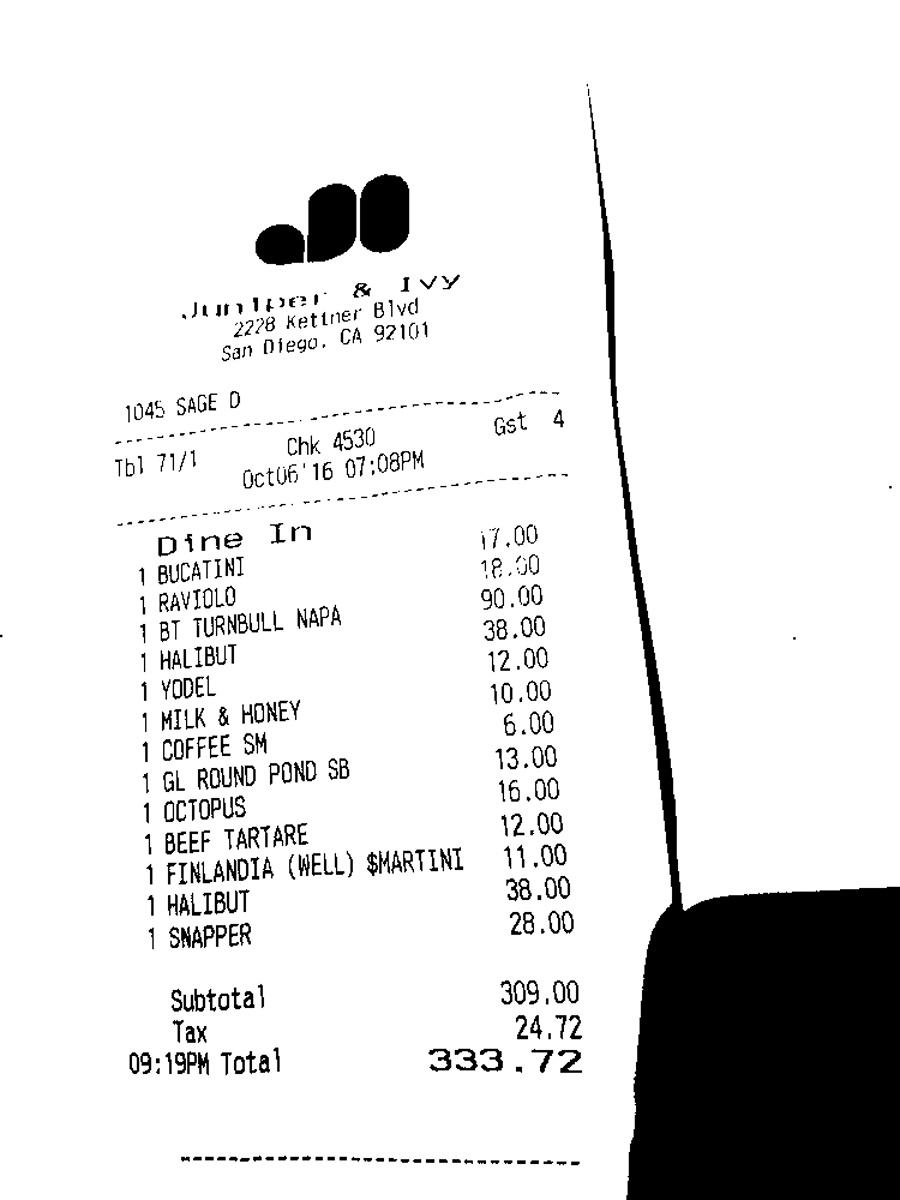 Juniper & Ivy
2228 Kettner Blvd
San Diego, CA 92101
1045 SAGE D
Tbl 71/1 Chk 4530 Gst 4
Oct06'16 07:08PM
Dine In
1 BUCATINI 17.00
1 RAVIOLO 18.00
1 BT TURNBULL NAPA 90.00
1 HALIBUT 38.00
1 YODEL 12.00
1 MILK & HONEY 10.00
1 COFFEE SM 6.00
1 GL ROUND POND SB 13.00
1 OCTOPUS 16.00
1 BEEF TARTARE 12.00
1 FINLANDIA (WELL) $MARTINI 11.00
1 HALIBUT 38.00
1 SNAPPER 28.00
Subtotal 309.00
Tax 24.72
09:19PM Total 333.72